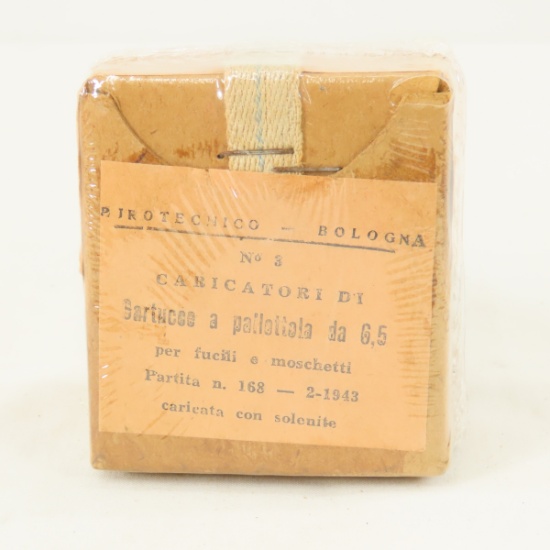 PIROTECNICO — BOLOGNA
Nº 3
CARICATORI DI
Cartucce a pallottola da 6,5
per fucili e moschetti
Partita n. 168 — 2-1943
caricata con solenite